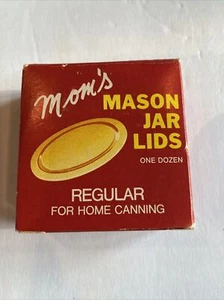 Mom's
MASON
JAR
LIDS
ONE DOZEN
REGULAR
FOR HOME CANNING